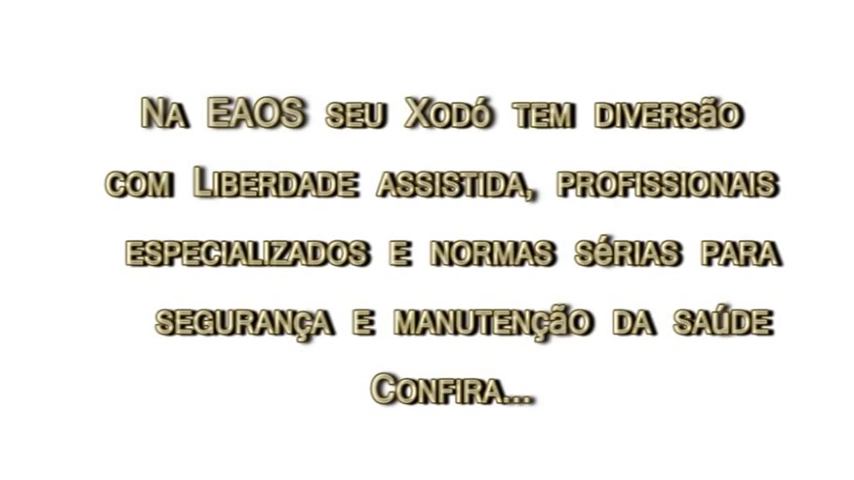 Na EAOS seu Xodó tem diversão
com Liberdade assistida, profissionais
especializados e normas sérias para
segurança e manutenção da saúde
Confira...